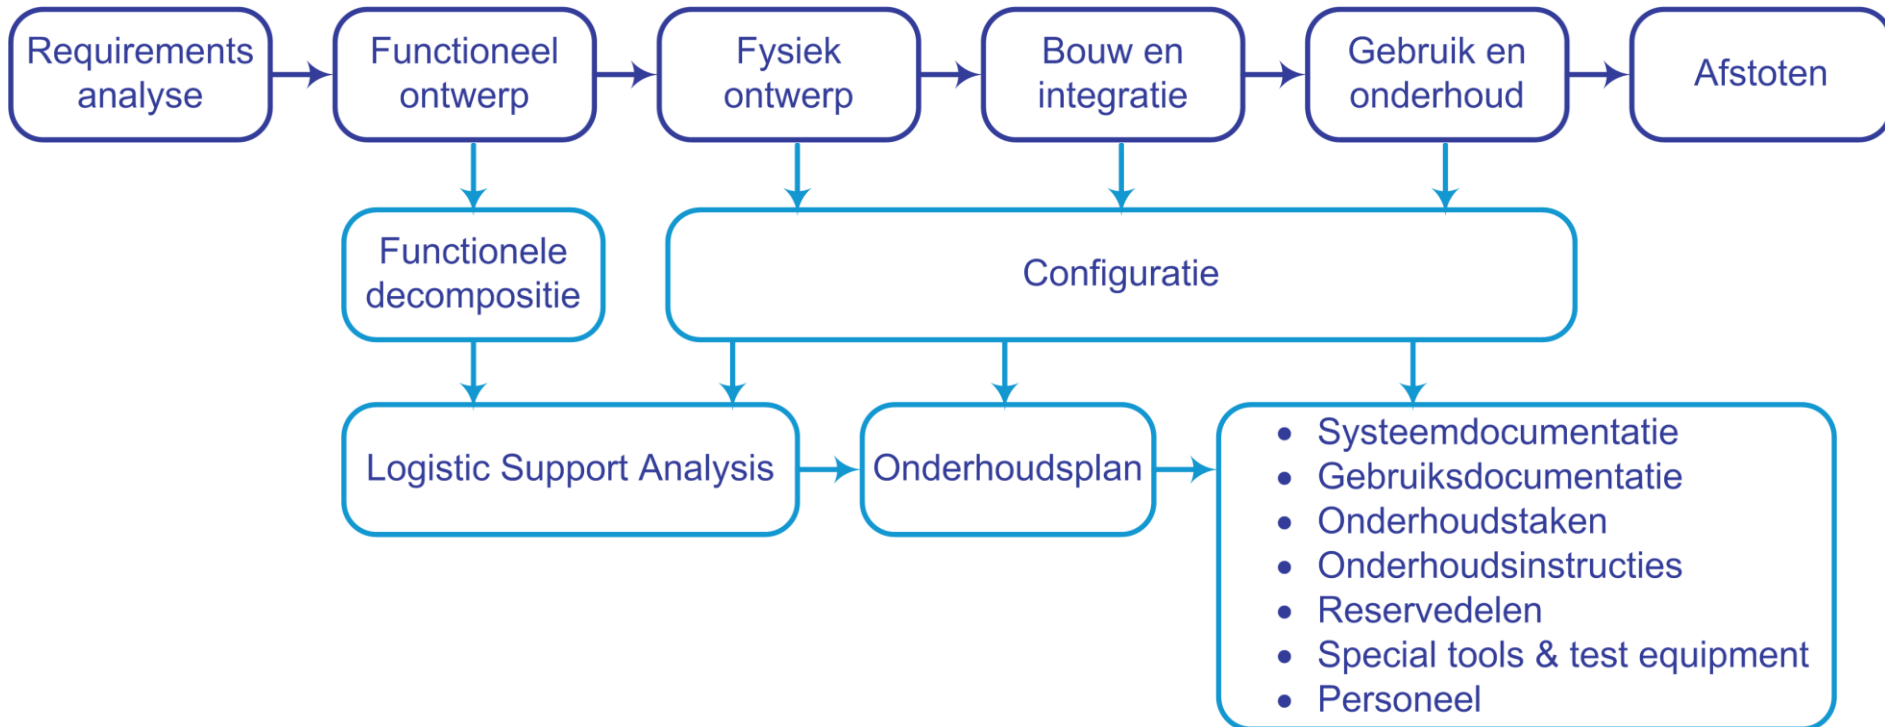 Requirements
analyse
Functioneel
ontwerp
Fysiek
ontwerp
Bouw en
integratie
Gebruik en
onderhoud
Afstoten
Functionele
decompositie
Configuratie
Logistic Support Analysis
Onderhoudsplan
• Systeemdocumentatie
• Gebruiksdocumentatie
• Onderhoudstaken
• Onderhoudsinstructies
• Reservedelen
• Special tools & test equipment
• Personeel